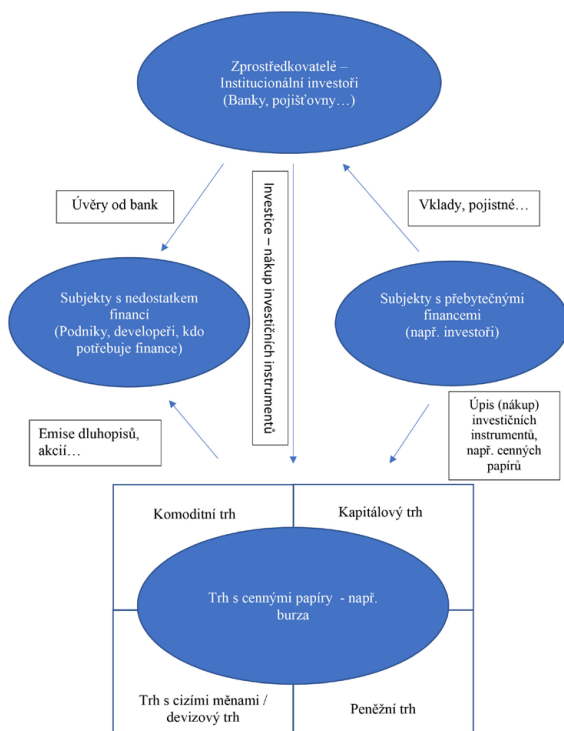 Zprostředkovatelé –
Institucionální investoři
(Banky, pojišťovny…)
Úvěry od bank
Investice – nákup investičních instrumentů
Vklady, pojistné…
Subjekty s nedostatkem
financí
(Podniky, developeři, kdo
potřebuje finance)
Subjekty s přebytečnými
financemi
(např. investoři)
Emise dluhopisů,
akcií…
Úpis (nákup)
investičních
instrumentů,
např. cenných
papírů
Komoditní trh
Kapitálový trh
Trh s cennými papíry - např.
burza
Trh s cizími měnami /
devizový trh
Peněžní trh